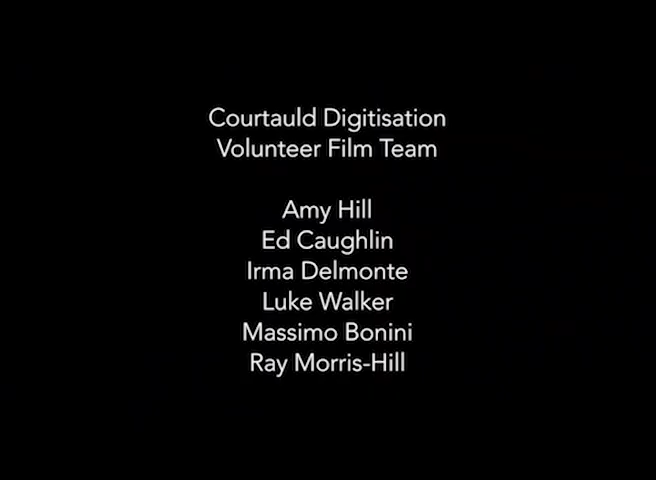 Courtauld Digitisation
Volunteer Film Team
Amy Hill
Ed Caughlin
Irma Delmonte
Luke Walker
Massimo Bonini
Ray Morris-Hill